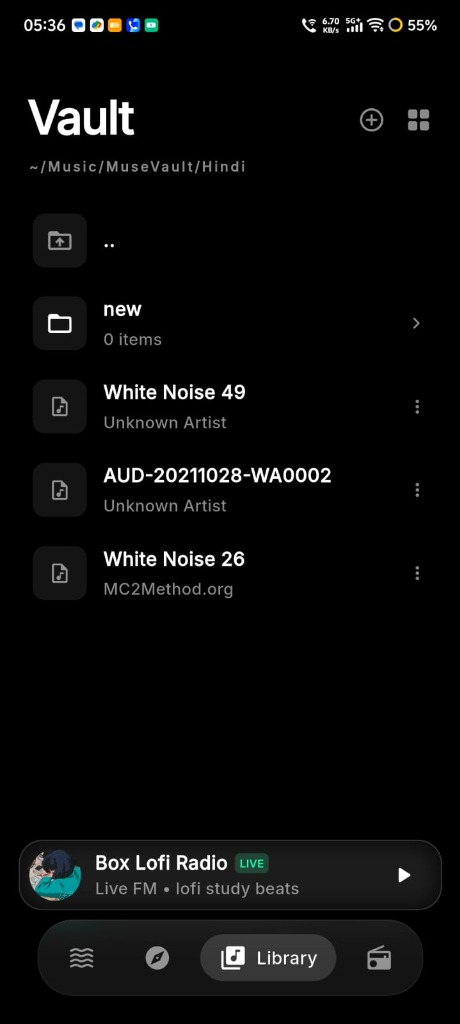 05:36
6.70
KB/s
5G+
55%
Vault
~/Music/MuseVault/Hindi
..
new
0 items
White Noise 49
Unknown Artist
AUD-20211028-WA0002
Unknown Artist
White Noise 26
MC2Method.org
Box Lofi Radio LIVE
Live FM • lofi study beats
Library